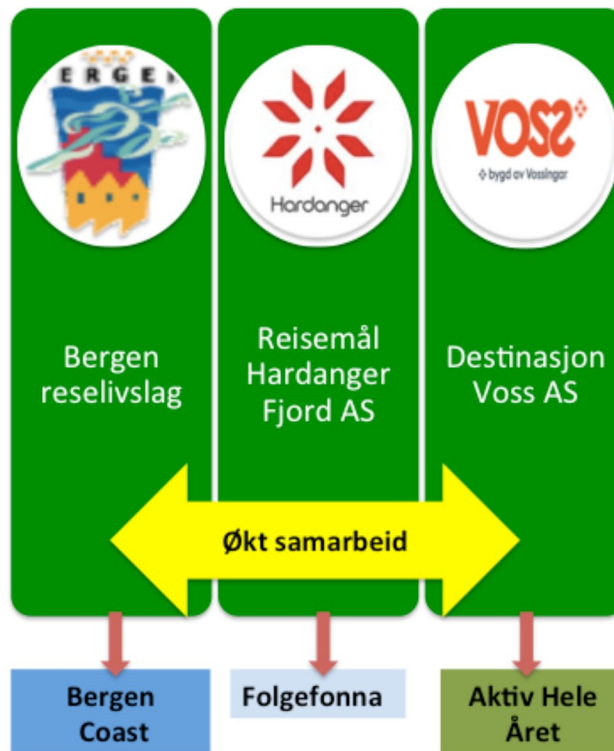 BERGEN
Hardanger
VOSS
bygd av Vossingar
Bergen
reselivslag
Reisemål
Hardanger
Fjord AS
Destinasjon
Voss AS
Økt samarbeid
Bergen
Coast
Folgefonna
Aktiv Hele
Året